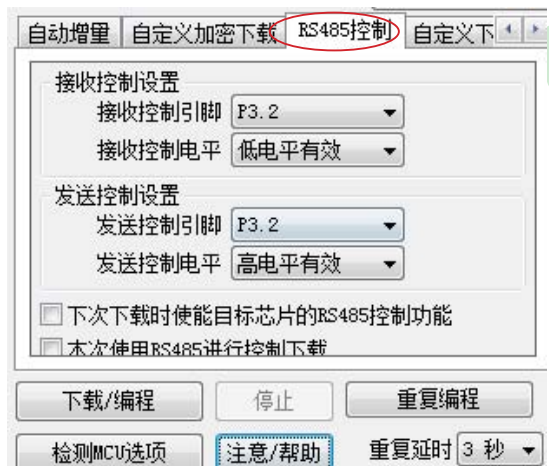 自动增量 自定义加密下载 RS485控制 自定义下
接收控制设置
接收控制引脚 P3.2
接收控制电平 低电平有效
发送控制设置
发送控制引脚 P3.2
发送控制电平 高电平有效
下次下载时使能目标芯片的RS485控制功能
本次使用RS485进行控制下载
下载/编程 停止 重复编程
检测MCU选项 注意/帮助 重复延时 3 秒